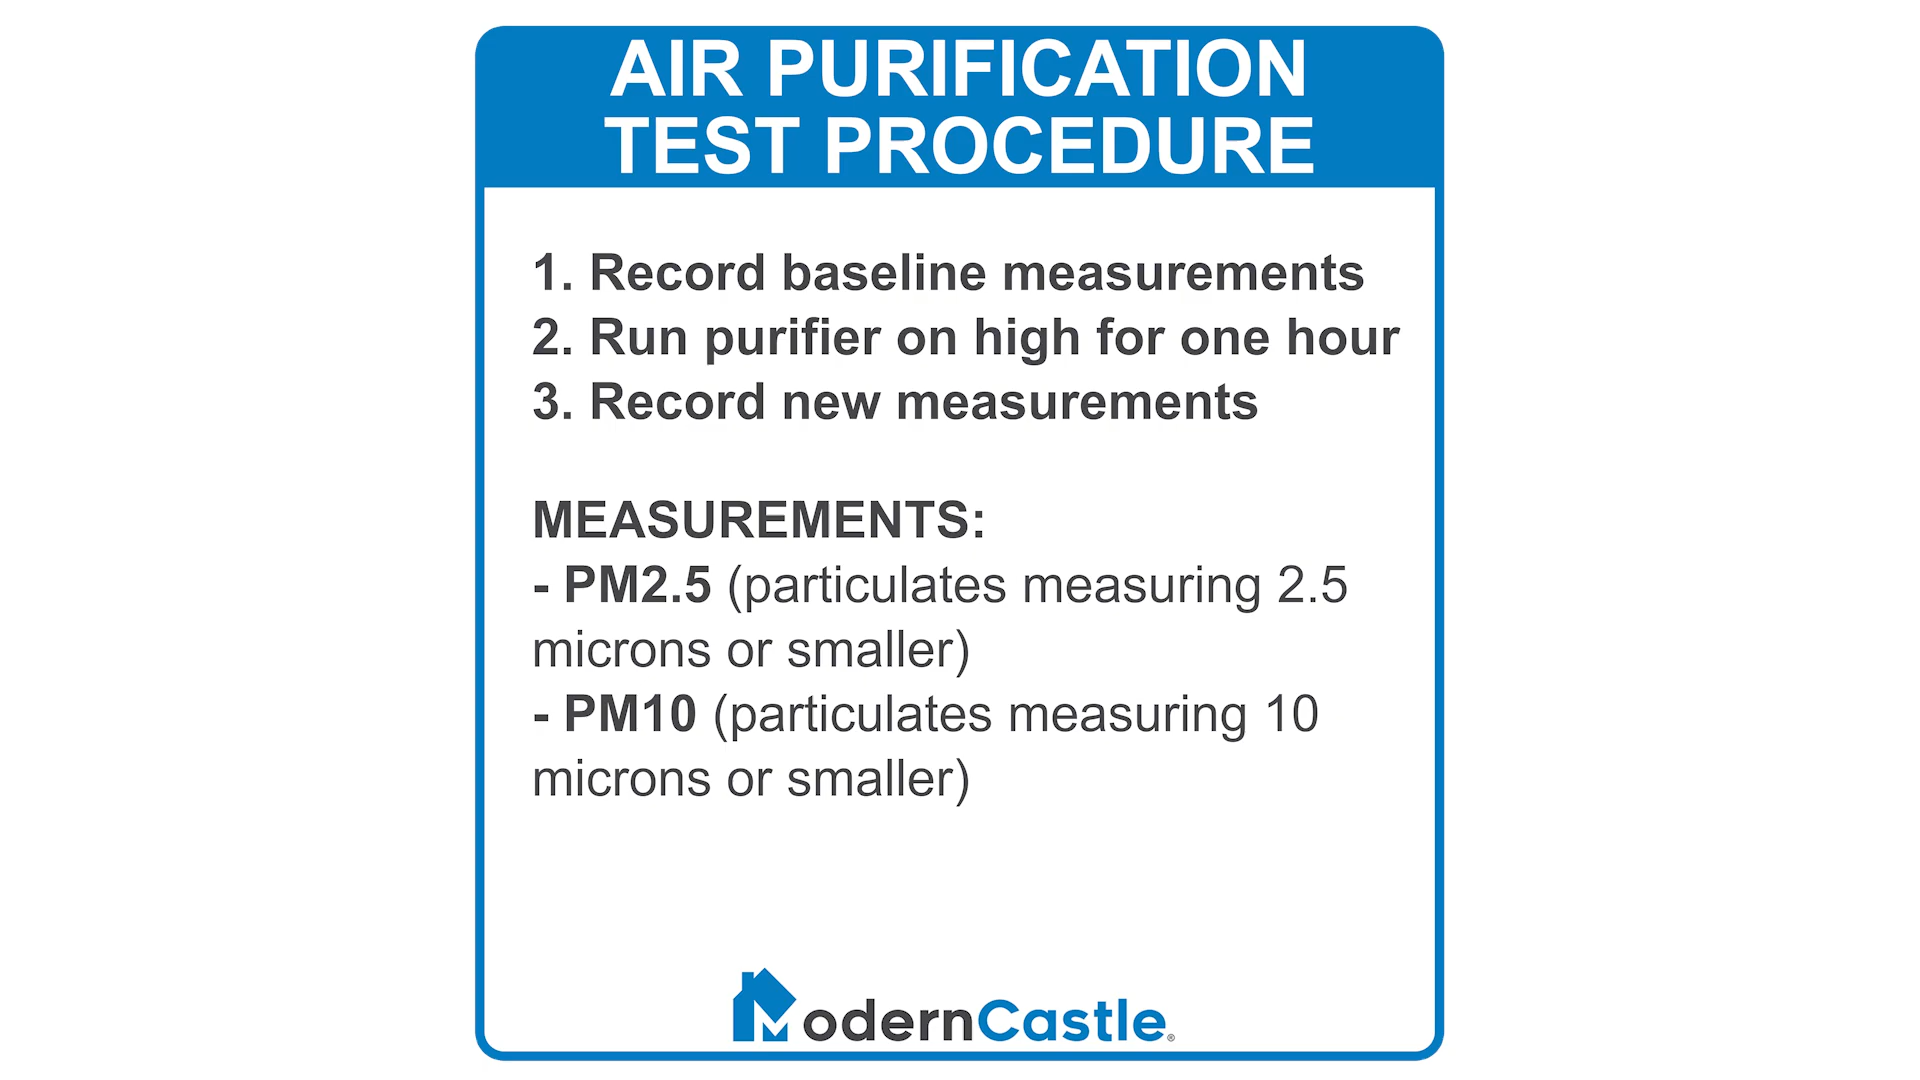 AIR PURIFICATION
TEST PROCEDURE
1. Record baseline measurements
2. Run purifier on high for one hour
3. Record new measurements
MEASUREMENTS:
- PM2.5 (particulates measuring 2.5
microns or smaller)
- PM10 (particulates measuring 10
microns or smaller)
ModernCastle®